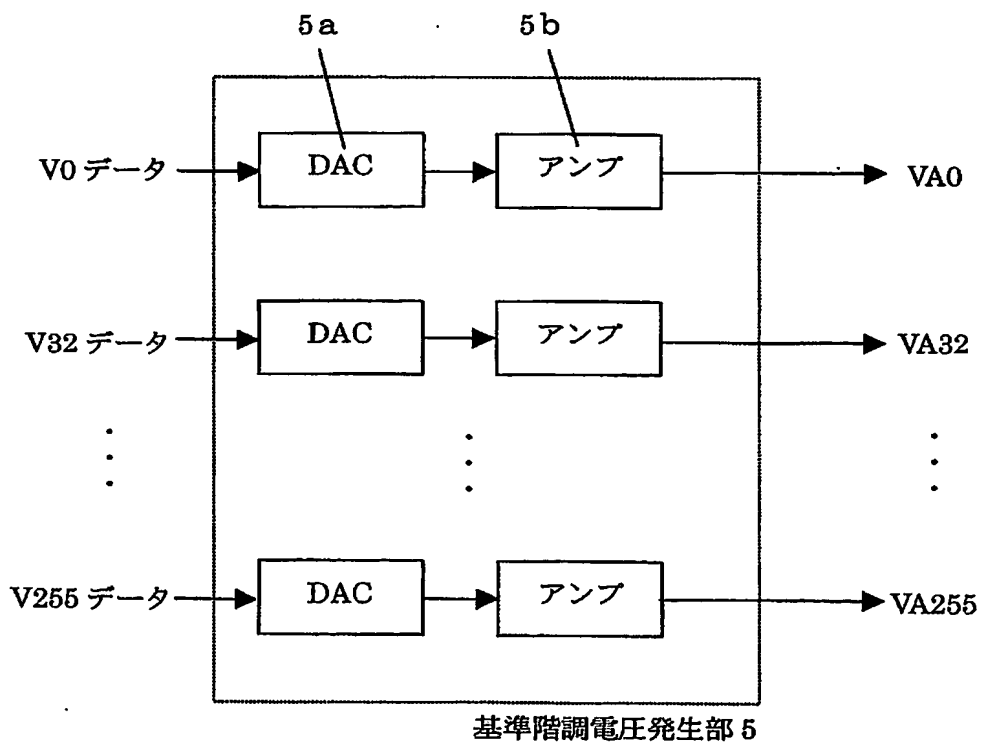 5a 5b
V0 データ DAC アンプ VA0
V32 データ DAC アンプ VA32
V255 データ DAC アンプ VA255
基準階調電圧発生部 5